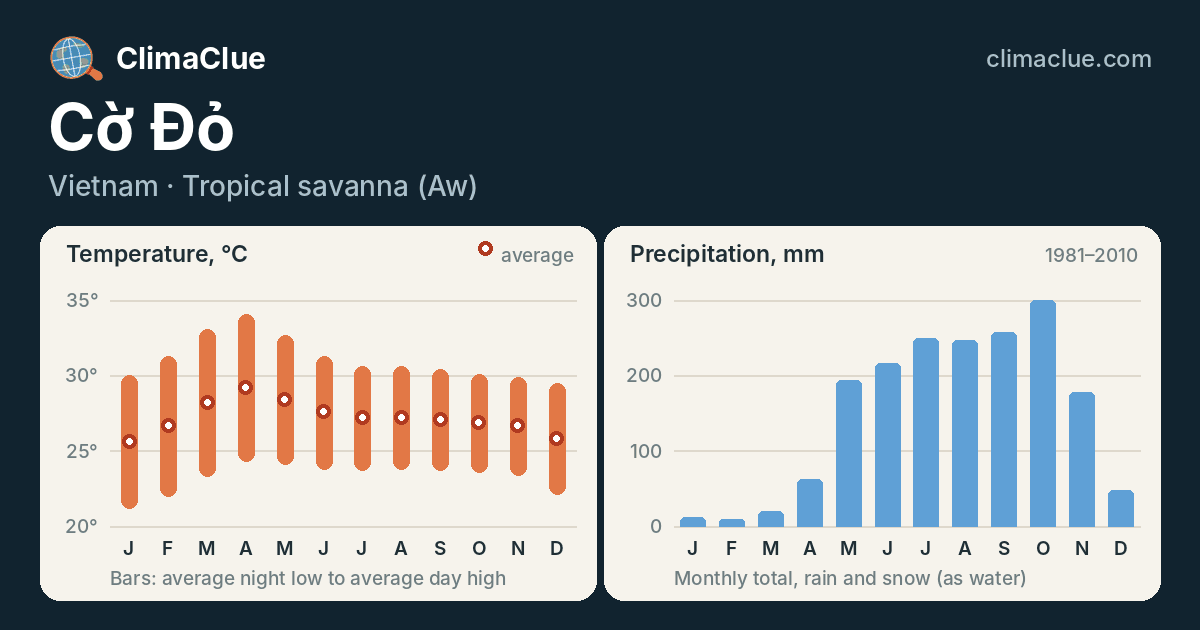 ClimaClue
climaclue.com
Cờ Đỏ
Vietnam · Tropical savanna (Aw)
Temperature, °C
average
35°
30°
25°
20°
J F M A M J J A S O N D
Bars: average night low to average day high
Precipitation, mm
1981–2010
300
200
100
0
J F M A M J J A S O N D
Monthly total, rain and snow (as water)